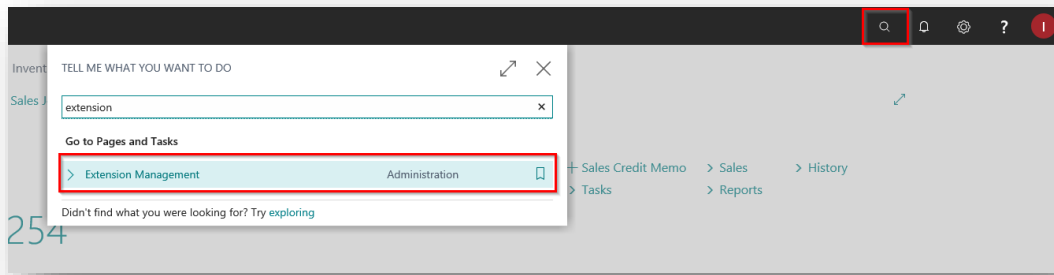 ?
I
Invent
TELL ME WHAT YOU WANT TO DO
Sales J
extension
Go to Pages and Tasks
Extension Management Administration
+ Sales Credit Memo > Sales > History
> Tasks > Reports
Didn't find what you were looking for? Try exploring
254